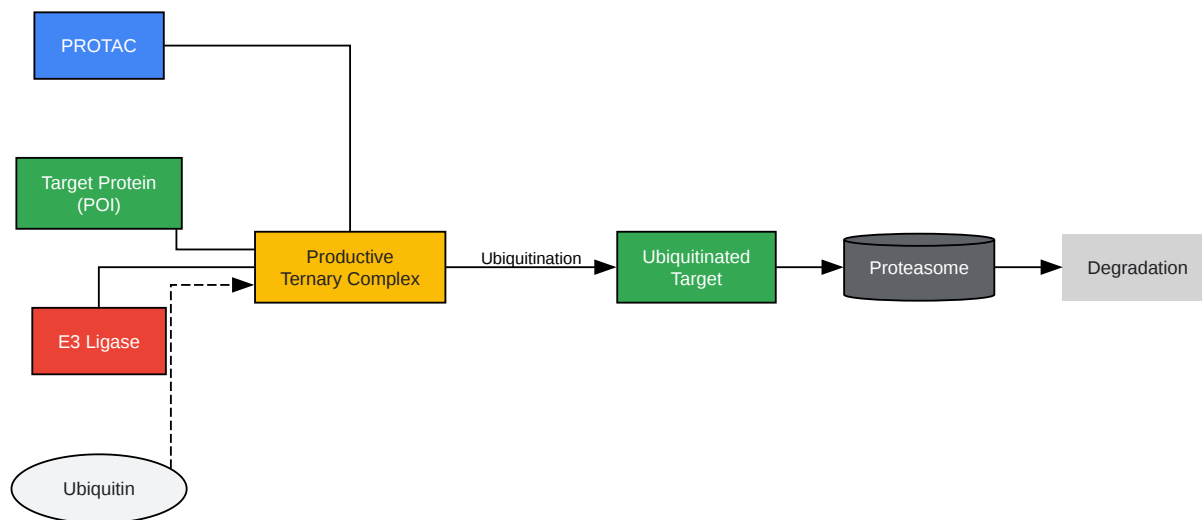 PROTAC
Target Protein
(POI)
Productive
Ternary Complex
Ubiquitination
Ubiquitinated
Target
Proteasome
Degradation
E3 Ligase
Ubiquitin